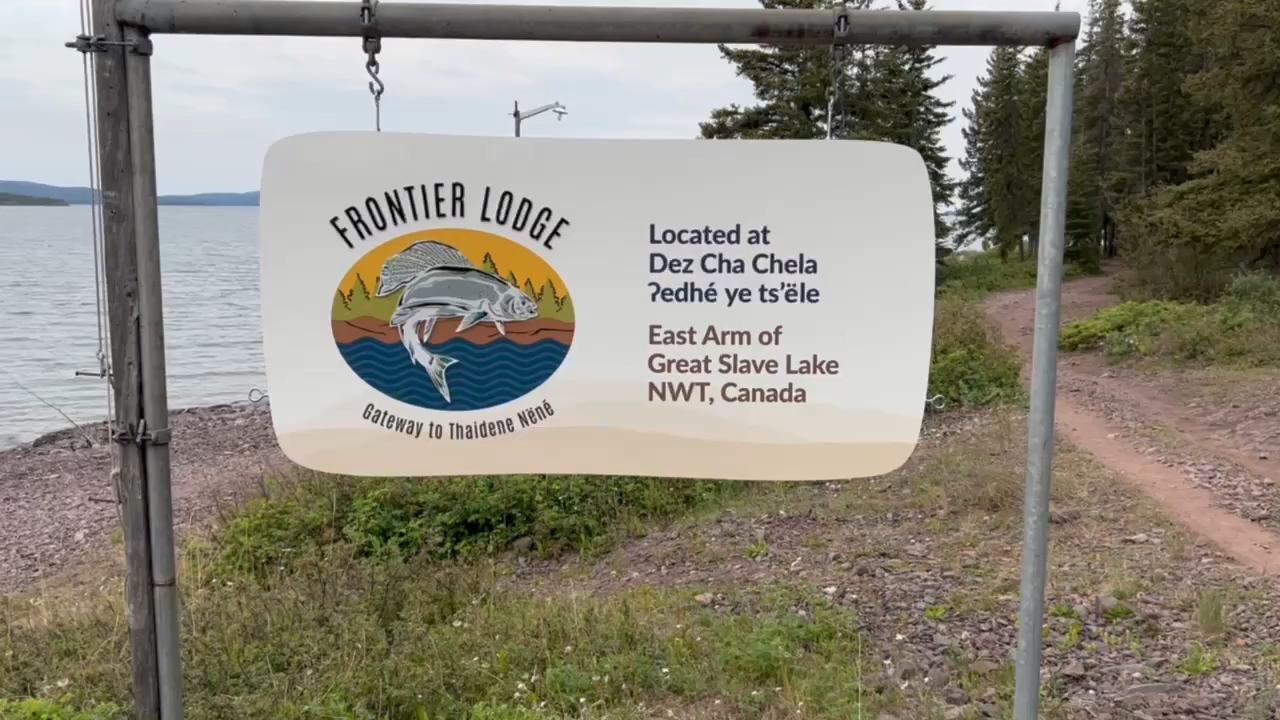 FRONTIER LODGE
Gateway to Thaidene Nëné
Located at
Dez Cha Chela
Ɂedhé ye ts’ële
East Arm of
Great Slave Lake
NWT, Canada